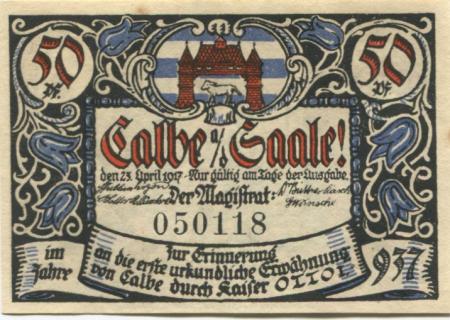 50 Pf.
50 Pf.
Calbe a/ Saale!
den 23. April 1917 - Nur gültig am Tage der Ausgabe.
Der Magistrat:
050118
Zur Erinnerung
im Jahre an die erste urkundliche Erwähnung 937
von Calbe durch Kaiser OTTO I